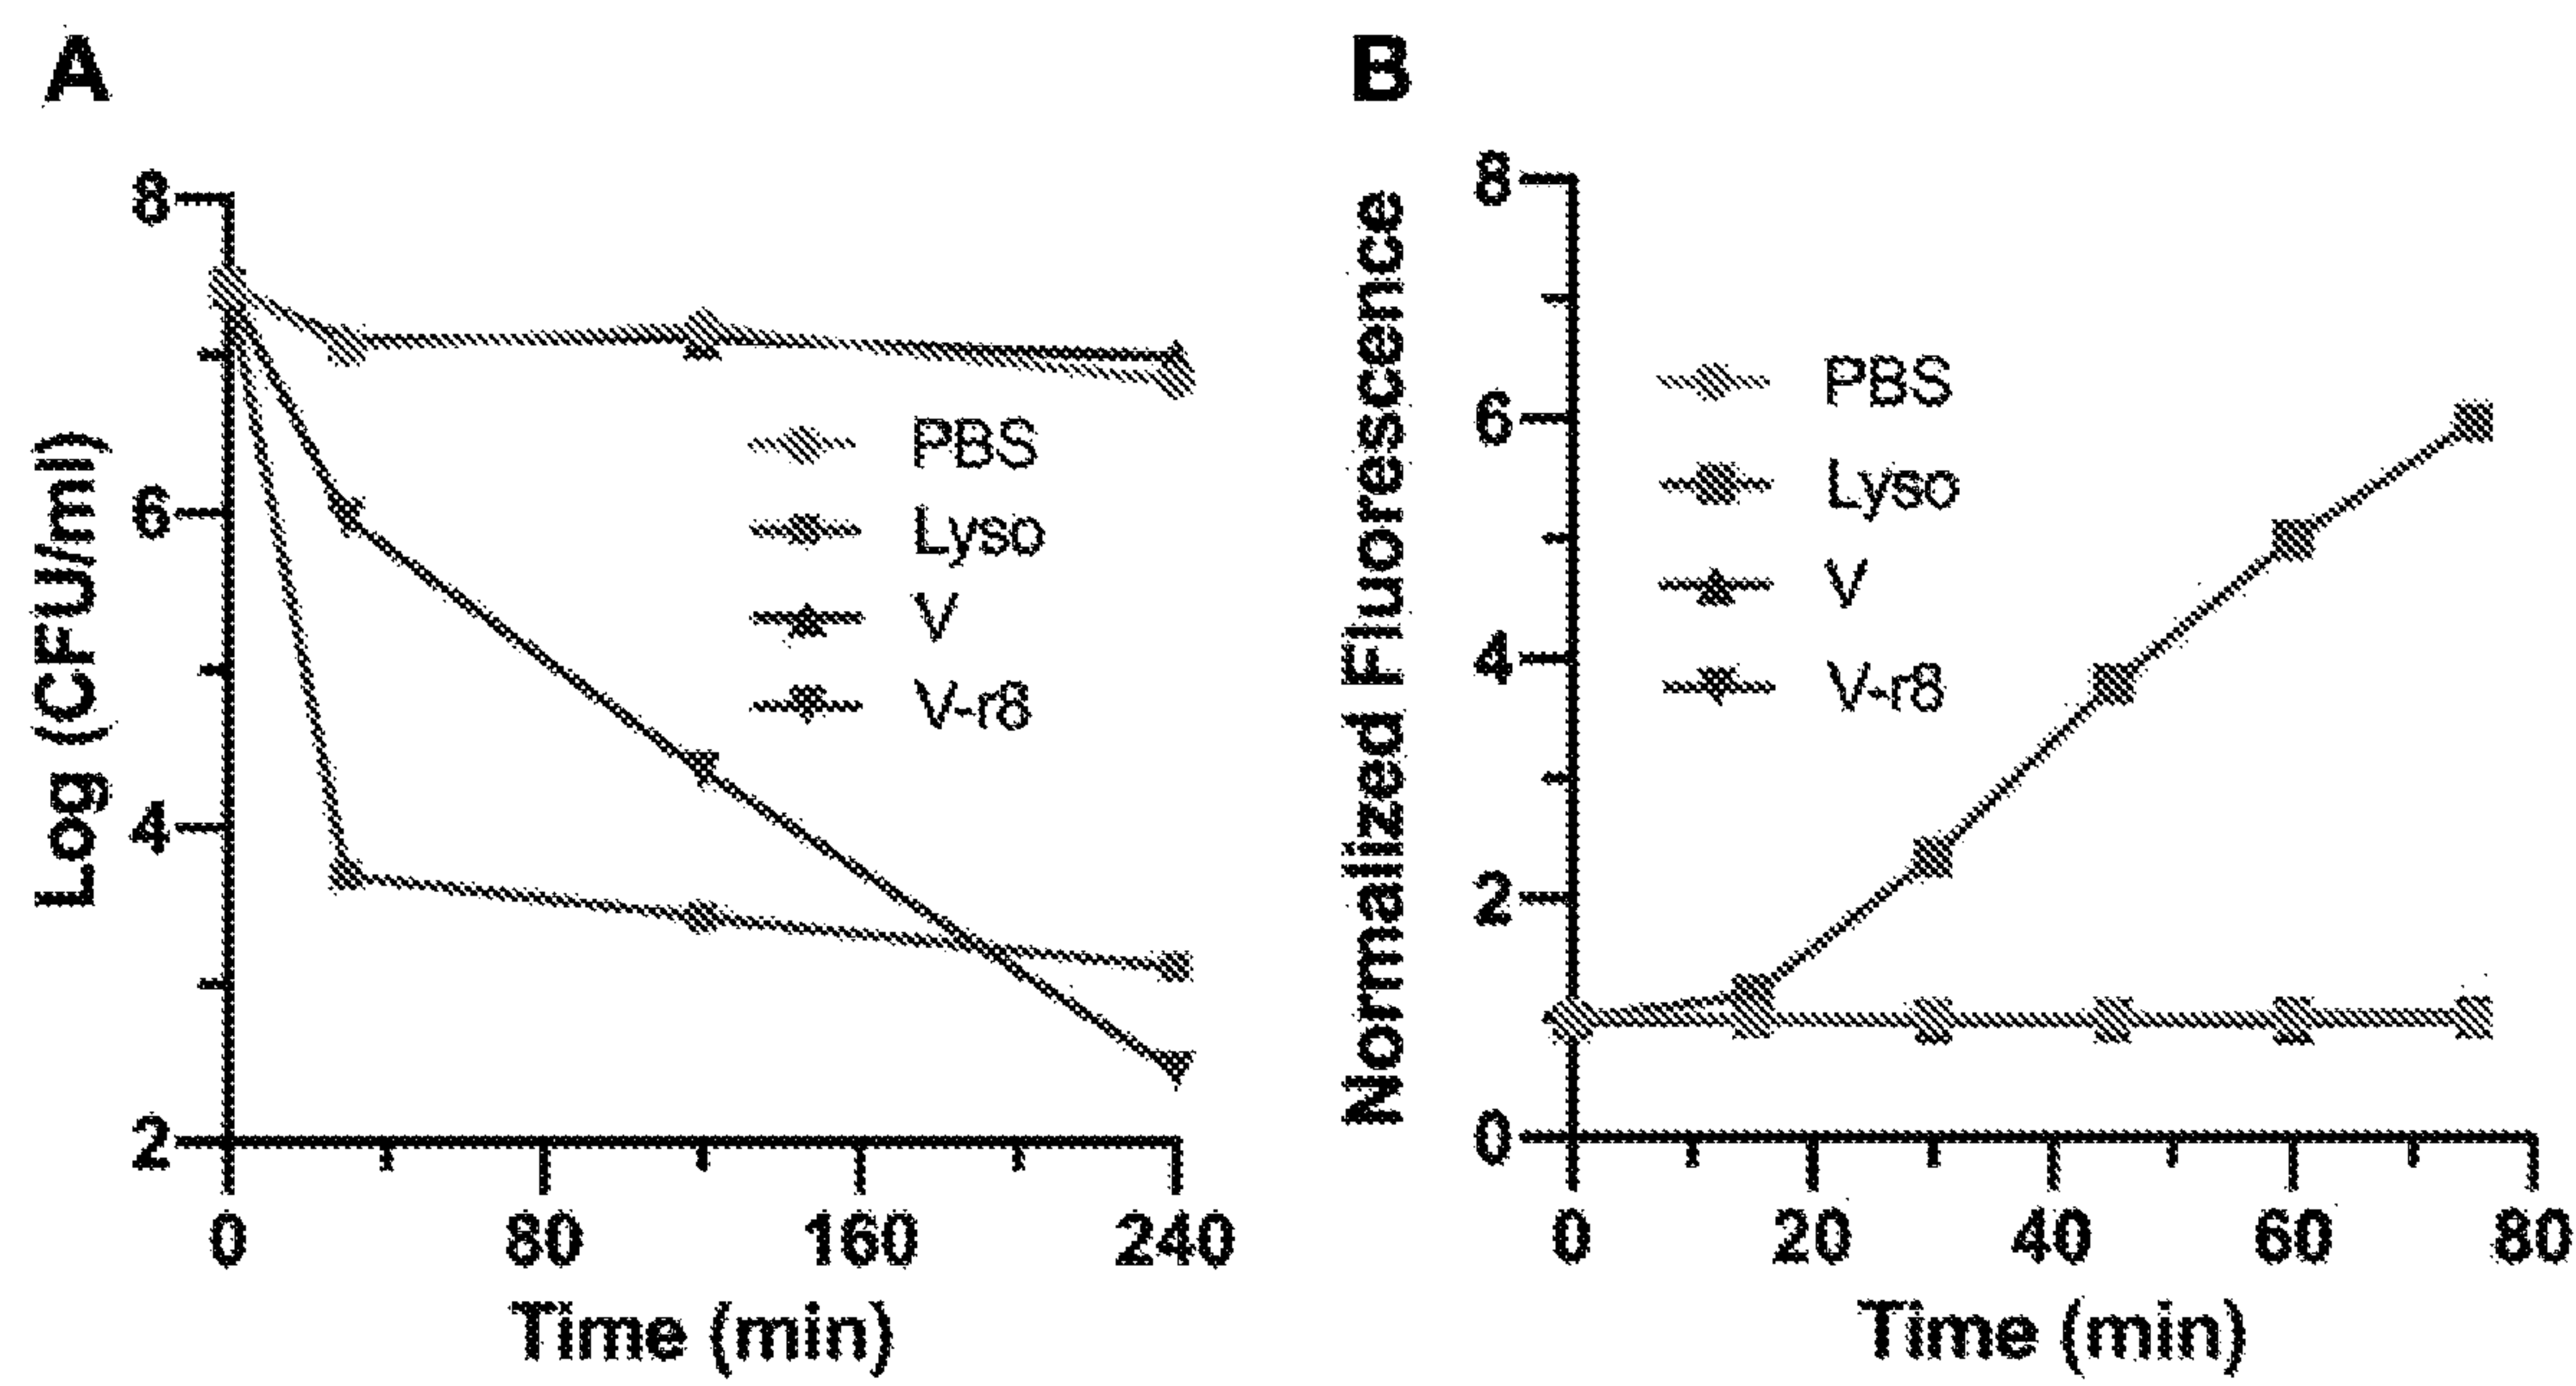 A
Log (CFU/ml)
8
6
4
2
PBS
Lyso
V
V-r8
0 80 160 240
Time (min)
B
Normalized Fluorescence
8
6
4
2
0
PBS
Lyso
V
V-r8
0 20 40 60 80
Time (min)